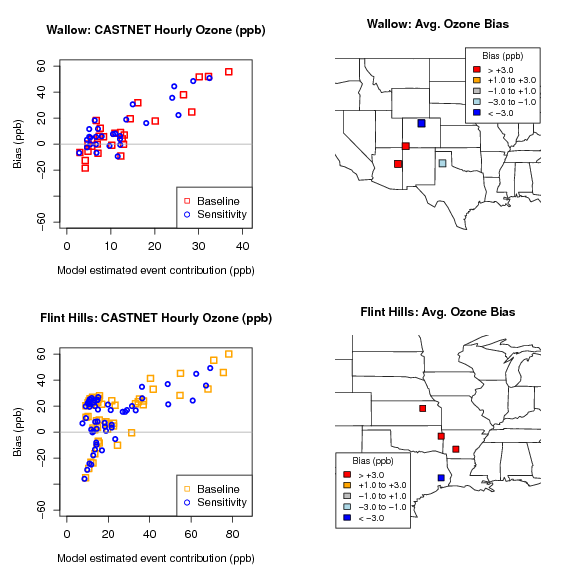 Wallow: CASTNET Hourly Ozone (ppb)
60
40
20
0
−20
−60
Bias (ppb)
Baseline
Sensitivity
0
10
20
30
40
Model estimated event contribution (ppb)
Wallow: Avg. Ozone Bias
Bias (ppb)
> +3.0
+1.0 to +3.0
−1.0 to +1.0
−3.0 to −1.0
< −3.0
Flint Hills: CASTNET Hourly Ozone (ppb)
60
40
20
0
−20
−60
Bias (ppb)
Baseline
Sensitivity
0
20
40
60
80
Model estimated event contribution (ppb)
Flint Hills: Avg. Ozone Bias
Bias (ppb)
> +3.0
+1.0 to +3.0
−1.0 to +1.0
−3.0 to −1.0
< −3.0